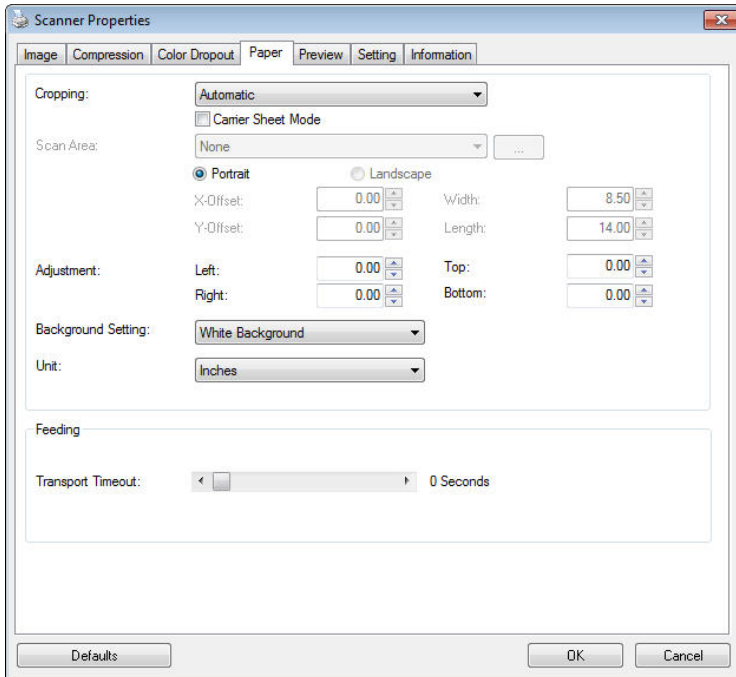 Scanner Properties
Image Compression Color Dropout Paper Preview Setting Information
Cropping: Automatic
Carrier Sheet Mode
Scan Area: None ...
Portrait Landscape
X-Offset: 0.00 Width: 8.50
Y-Offset: 0.00 Length: 14.00
Adjustment: Left: 0.00 Top: 0.00
Right: 0.00 Bottom: 0.00
Background Setting: White Background
Unit: Inches
Feeding
Transport Timeout: 0 Seconds
Defaults OK Cancel